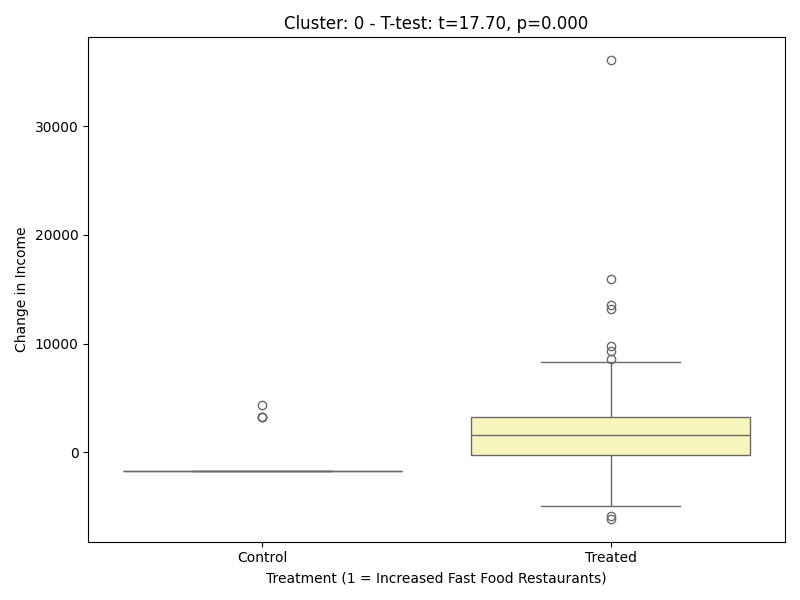 Cluster: 0 - T-test: t=17.70, p=0.000
Change in Income
30000
20000
10000
0
Control
Treated
Treatment (1 = Increased Fast Food Restaurants)